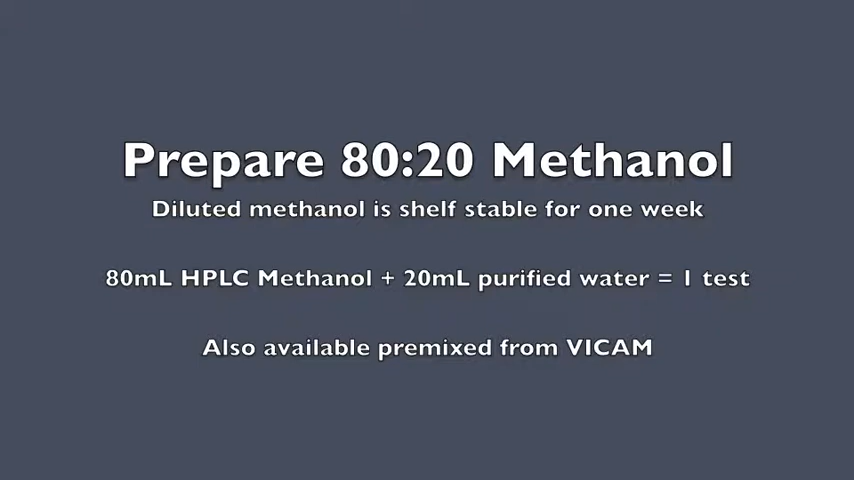 Prepare 80:20 Methanol
Diluted methanol is shelf stable for one week
80mL HPLC Methanol + 20mL purified water = 1 test
Also available premixed from VICAM